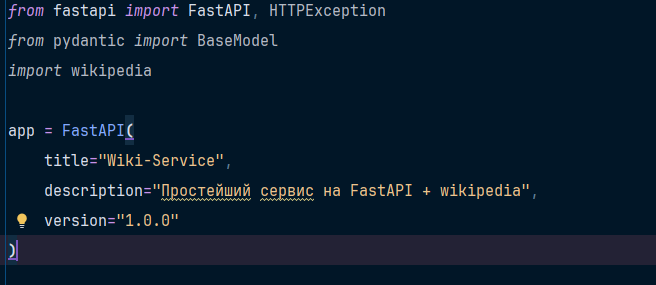 from fastapi import FastAPI, HTTPException
from pydantic import BaseModel
import wikipedia
app = FastAPI(
title="Wiki-Service",
description="Простейший сервис на FastAPI + wikipedia",
version="1.0.0"
)